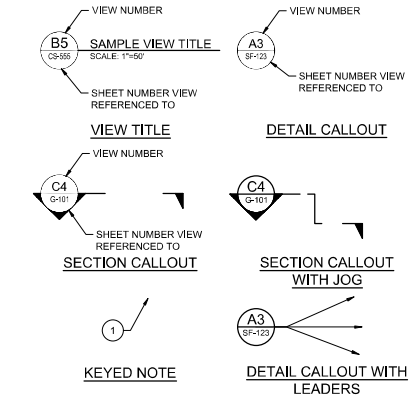 VIEW NUMBER
B5
CS-555
SAMPLE VIEW TITLE
SCALE: 1"=50'
SHEET NUMBER VIEW
REFERENCED TO
VIEW TITLE
VIEW NUMBER
A3
SF-123
SHEET NUMBER VIEW
REFERENCED TO
DETAIL CALLOUT
VIEW NUMBER
C4
G-101
SHEET NUMBER VIEW
REFERENCED TO
SECTION CALLOUT
C4
G-101
SECTION CALLOUT
WITH JOG
1
KEYED NOTE
A3
SF-123
DETAIL CALLOUT WITH
LEADERS